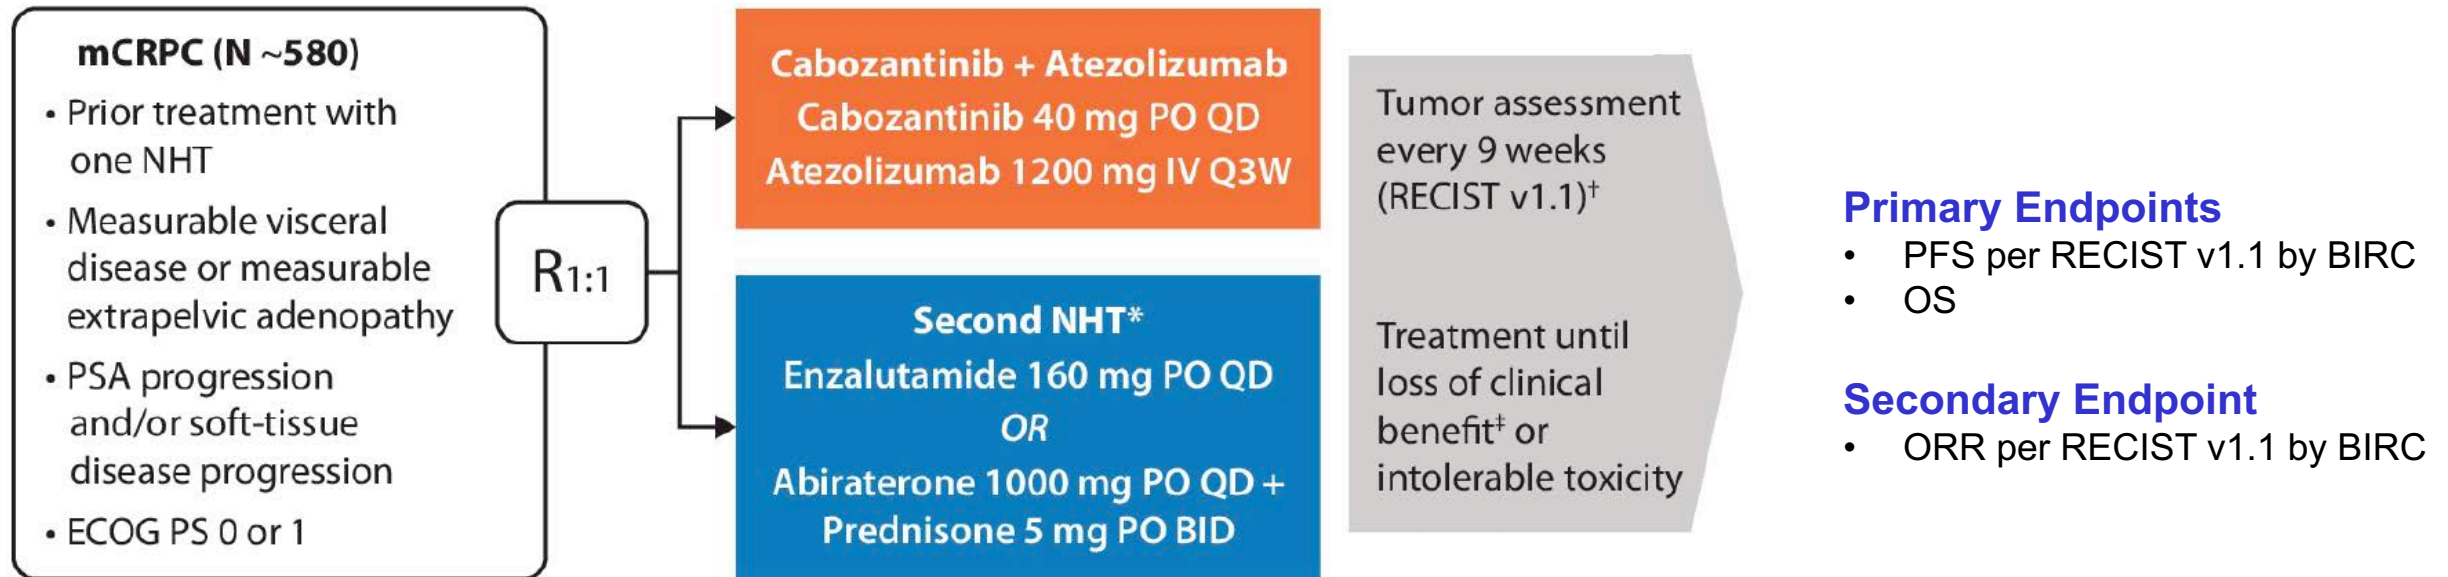 mCRPC (N ~580)
• Prior treatment with
one NHT
• Measurable visceral
disease or measurable
extrapelvic adenopathy
• PSA progression
and/or soft-tissue
disease progression
• ECOG PS 0 or 1
R1:1
Cabozantinib + Atezolizumab
Cabozantinib 40 mg PO QD
Atezolizumab 1200 mg IV Q3W
Second NHT*
Enzalutamide 160 mg PO QD
OR
Abiraterone 1000 mg PO QD +
Prednisone 5 mg PO BID
Tumor assessment
every 9 weeks
(RECIST v1.1)†
Treatment until
loss of clinical
benefit‡ or
intolerable toxicity
Primary Endpoints
• PFS per RECIST v1.1 by BIRC
• OS
Secondary Endpoint
• ORR per RECIST v1.1 by BIRC